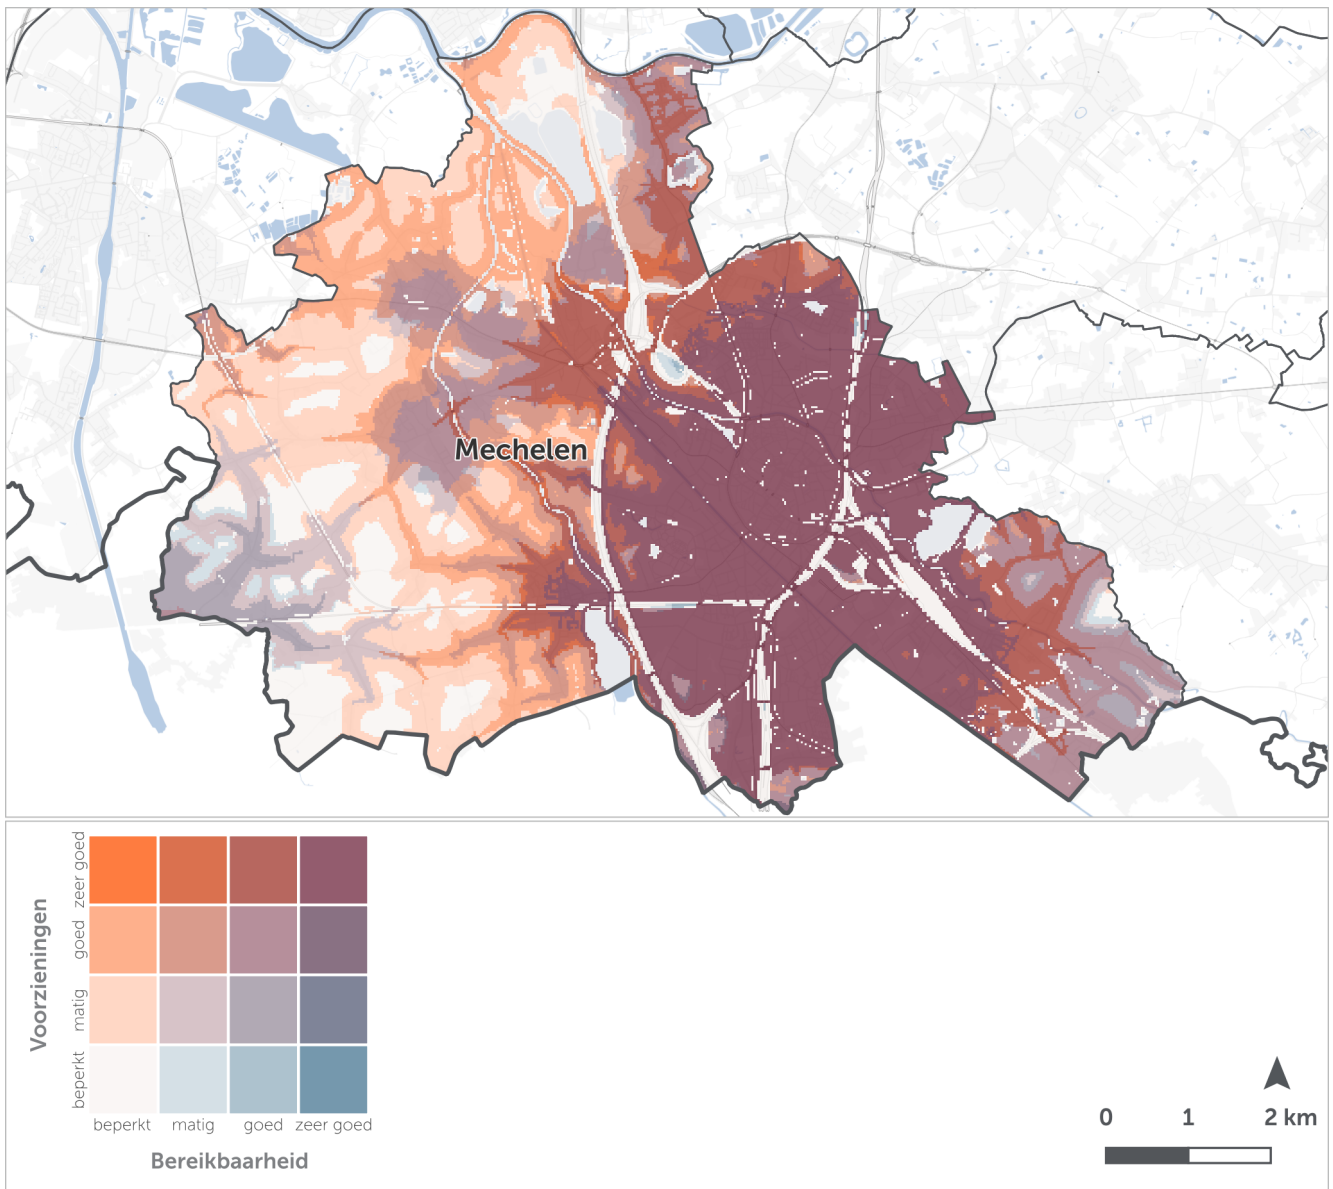 Mechelen
Voorzieningen
zeer goed
goed
matig
beperkt
beperkt matig goed zeer goed
Bereikbaarheid
0 1 2 km